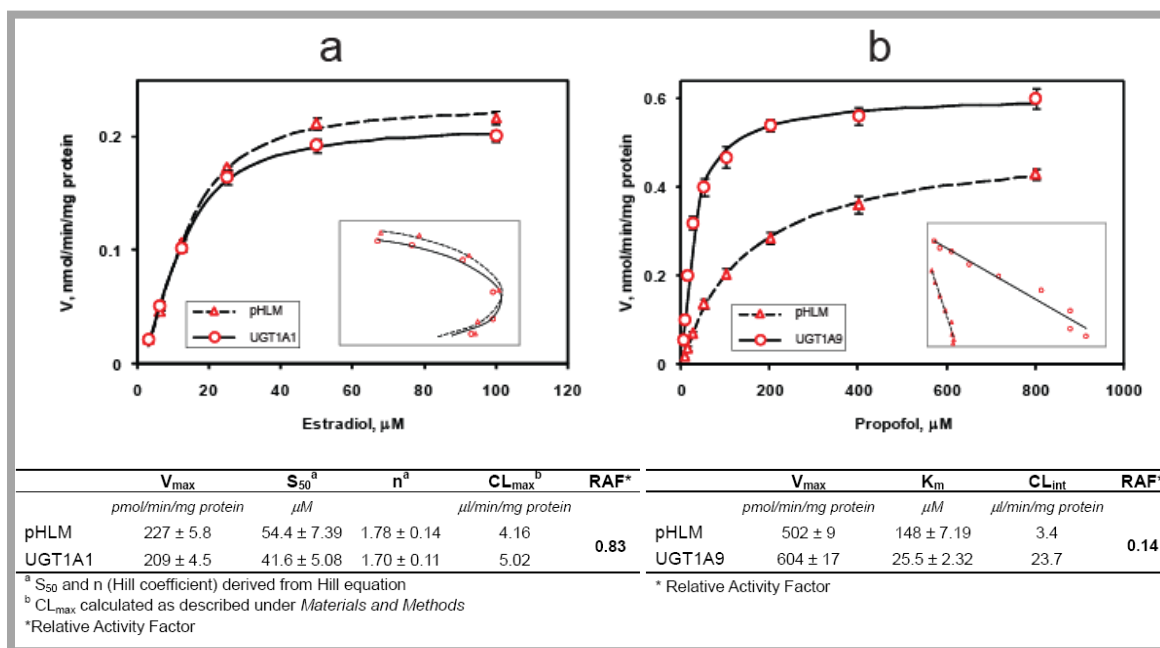 a
b
V, nmol/min/mg protein
0.2
0.1
0
0
20
40
60
80
100
120
Estradiol, µM
pHLM
UGT1A1
V, nmol/min/mg protein
0.6
0.4
0.2
0
0
200
400
600
800
1000
Propofol, µM
pHLM
UGT1A9
Vmax S50ᵃ nᵃ CLmaxᵇ RAF*
pmol/min/mg protein µM µl/min/mg protein
pHLM 227 ± 5.8 54.4 ± 7.39 1.78 ± 0.14 4.16
0.83
UGT1A1 209 ± 4.5 41.6 ± 5.08 1.70 ± 0.11 5.02
ᵃ S50 and n (Hill coefficient) derived from Hill equation
ᵇ CLmax calculated as described under Materials and Methods
*Relative Activity Factor
Vmax Km CLint RAF*
pmol/min/mg protein µM µl/min/mg protein
pHLM 502 ± 9 148 ± 7.19 3.4
0.14
UGT1A9 604 ± 17 25.5 ± 2.32 23.7
* Relative Activity Factor